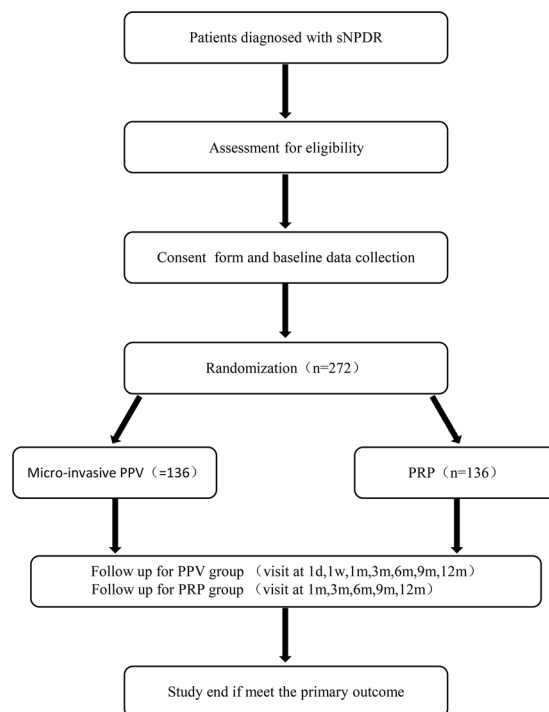 Patients diagnosed with sNPDR
Assessment for eligibility
Consent form and baseline data collection
Randomization（n=272）
Micro-invasive PPV（=136）
PRP（n=136）
Follow up for PPV group （visit at 1d,1w,1m,3m,6m,9m,12m）
Follow up for PRP group （visit at 1m,3m,6m,9m,12m）
Study end if meet the primary outcome